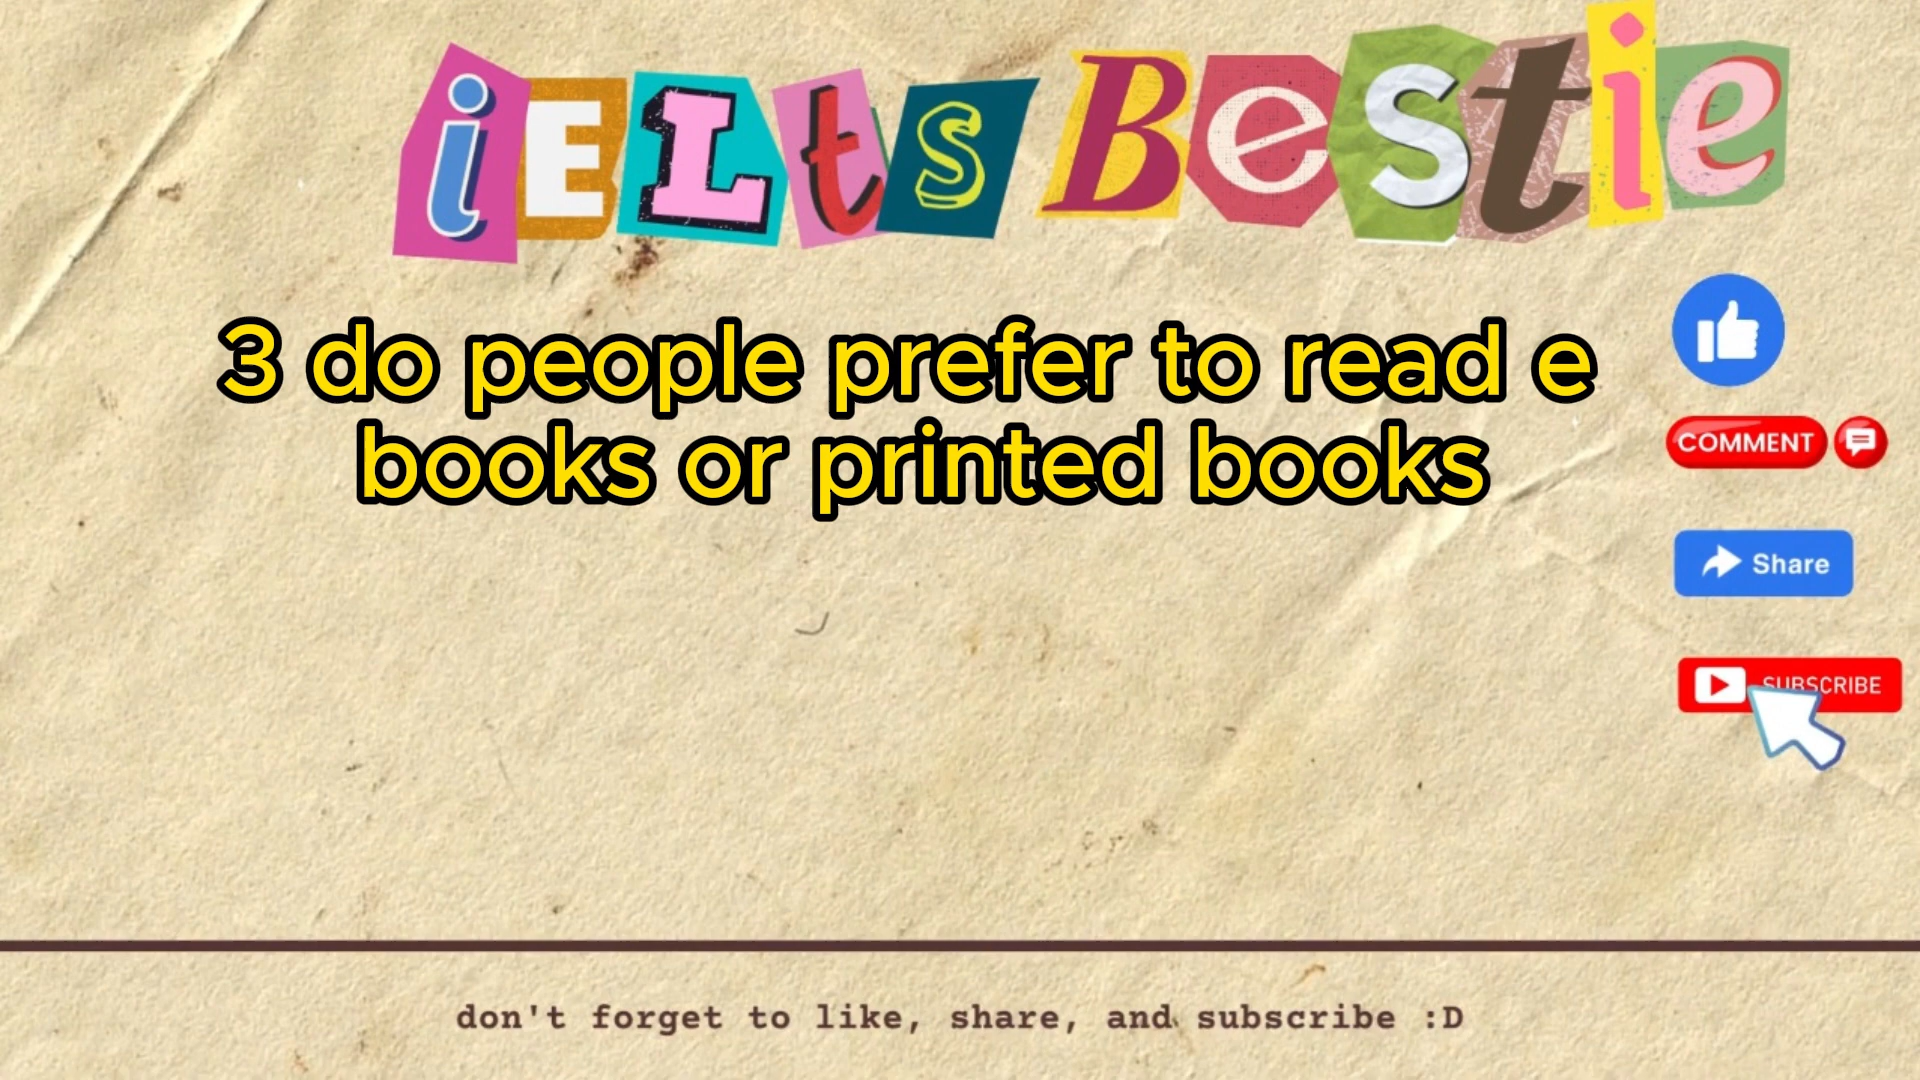 iELts Bestie
3 do people prefer to read e
books or printed books
COMMENT
Share
SUBSCRIBE
don't forget to like, share, and subscribe :D